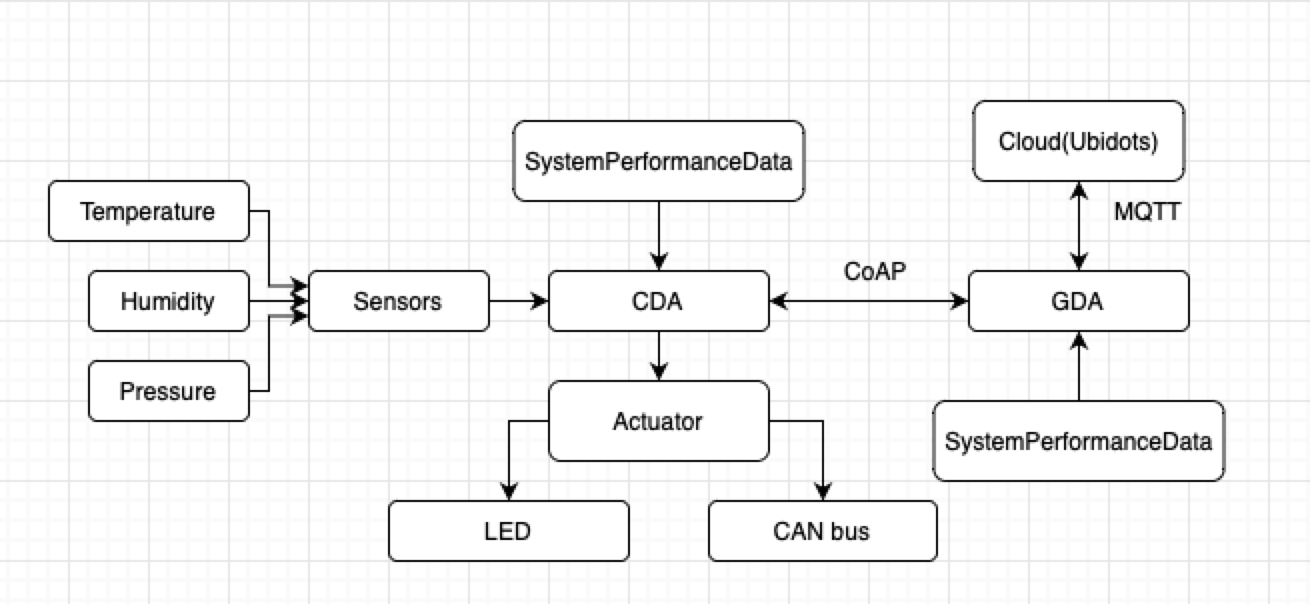 Cloud(Ubidots)
SystemPerformanceData
Temperature
MQTT
CoAP
Humidity
Sensors
CDA
GDA
Pressure
Actuator
SystemPerformanceData
LED
CAN bus